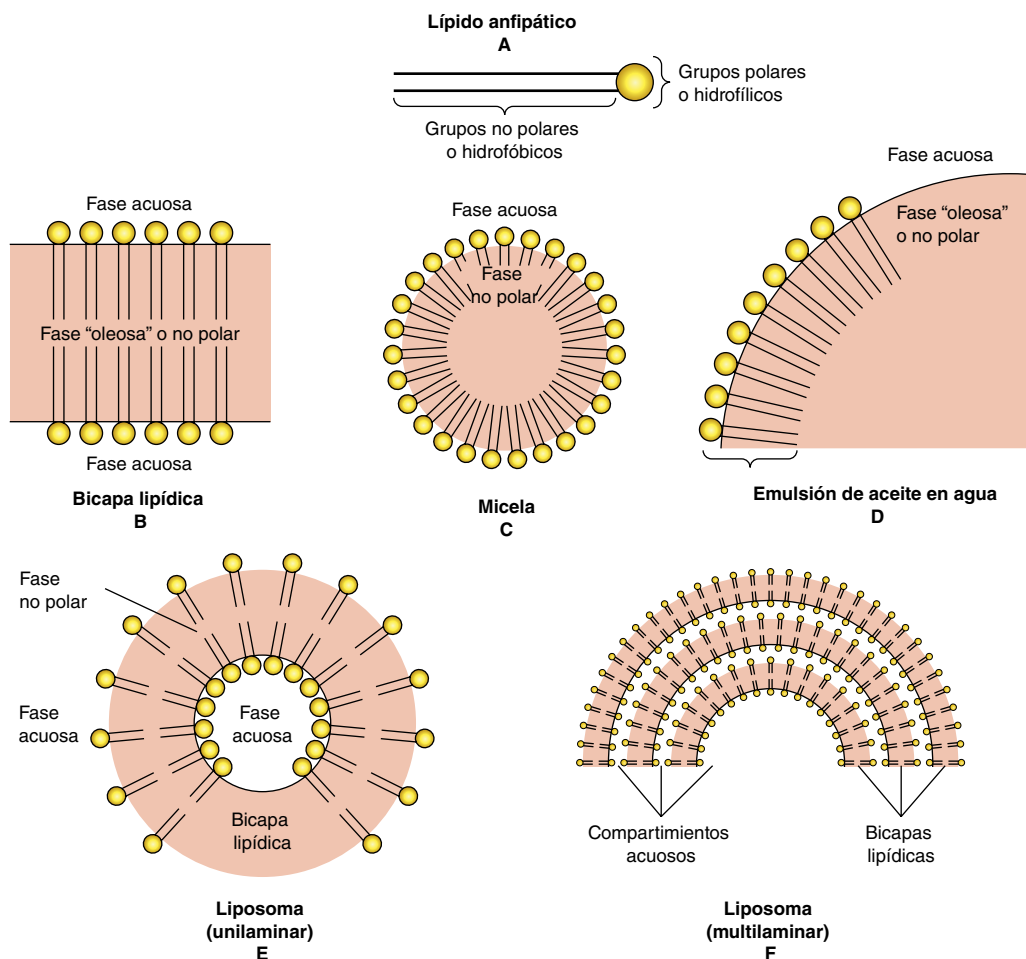 Lípido anfipático
A
Grupos polares
o hidrofílicos
Grupos no polares
o hidrofóbicos
Fase acuosa
Fase “oleosa” o no polar
Fase acuosa
Bicapa lipídica
B
Fase acuosa
Fase
no polar
Micela
C
Fase acuosa
Fase “oleosa”
o no polar
Emulsión de aceite en agua
D
Fase
no polar
Fase
acuosa
Fase
acuosa
Bicapa
lipídica
Liposoma
(unilaminar)
E
Compartimientos
acuosos
Bicapas
lipídicas
Liposoma
(multilaminar)
F